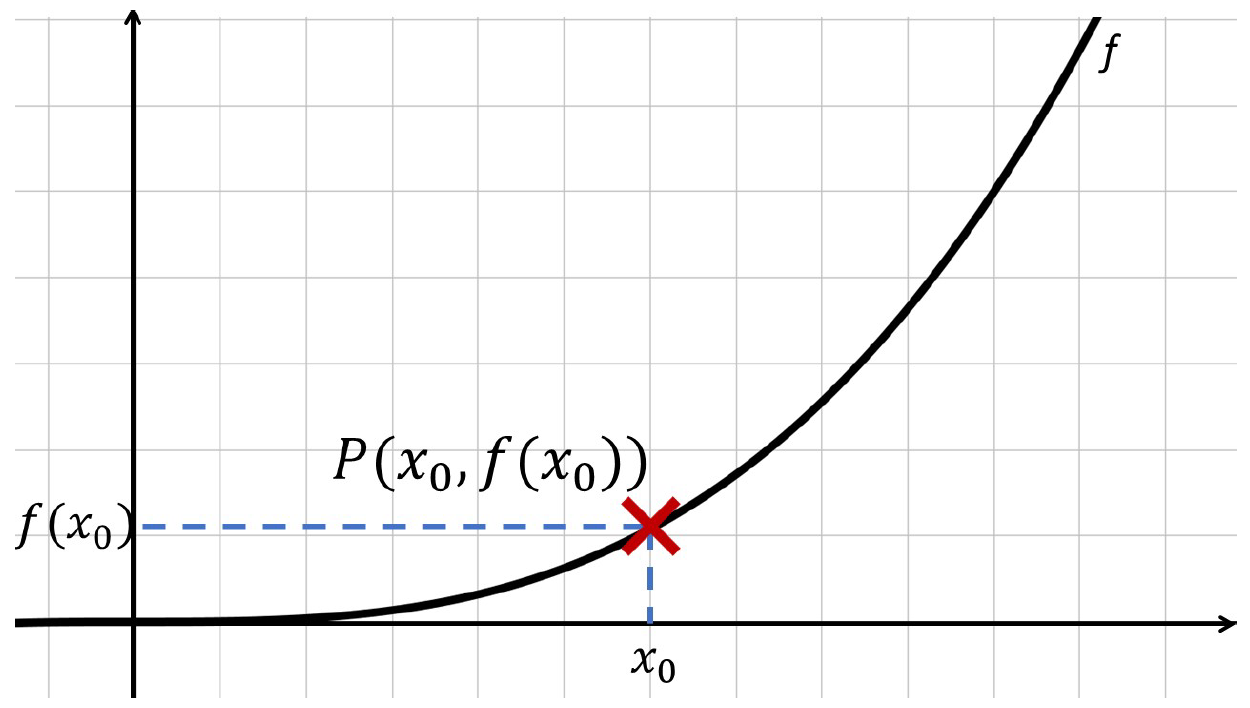 f
P(x₀, f(x₀))
f(x₀)
x₀